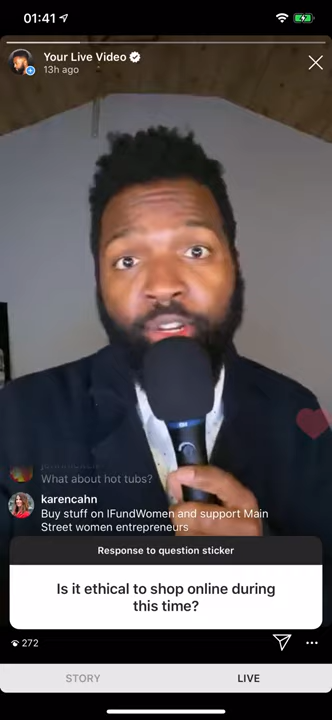 01:41
Your Live Video
13h ago
What about hot tubs?
karencahn
Buy stuff on IFundWomen and support Main
Street women entrepreneurs
Response to question sticker
Is it ethical to shop online during
this time?
272
STORY
LIVE